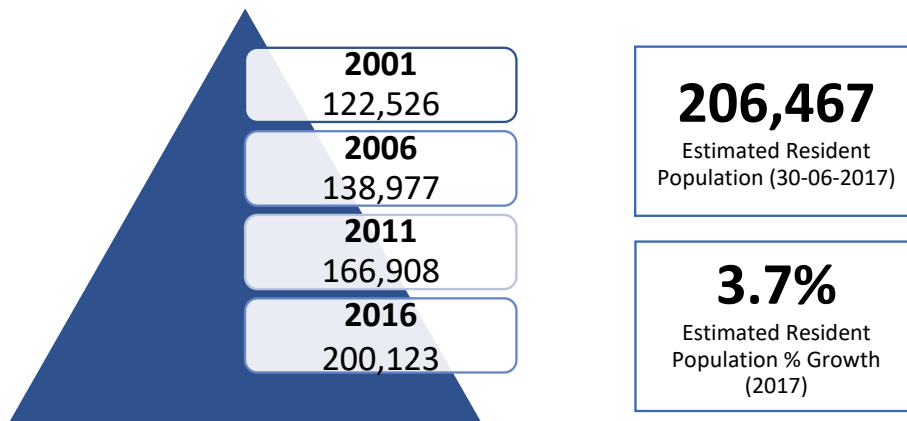 2001
122,526
2006
138,977
2011
166,908
2016
200,123
206,467
Estimated Resident
Population (30-06-2017)
3.7%
Estimated Resident
Population % Growth
(2017)